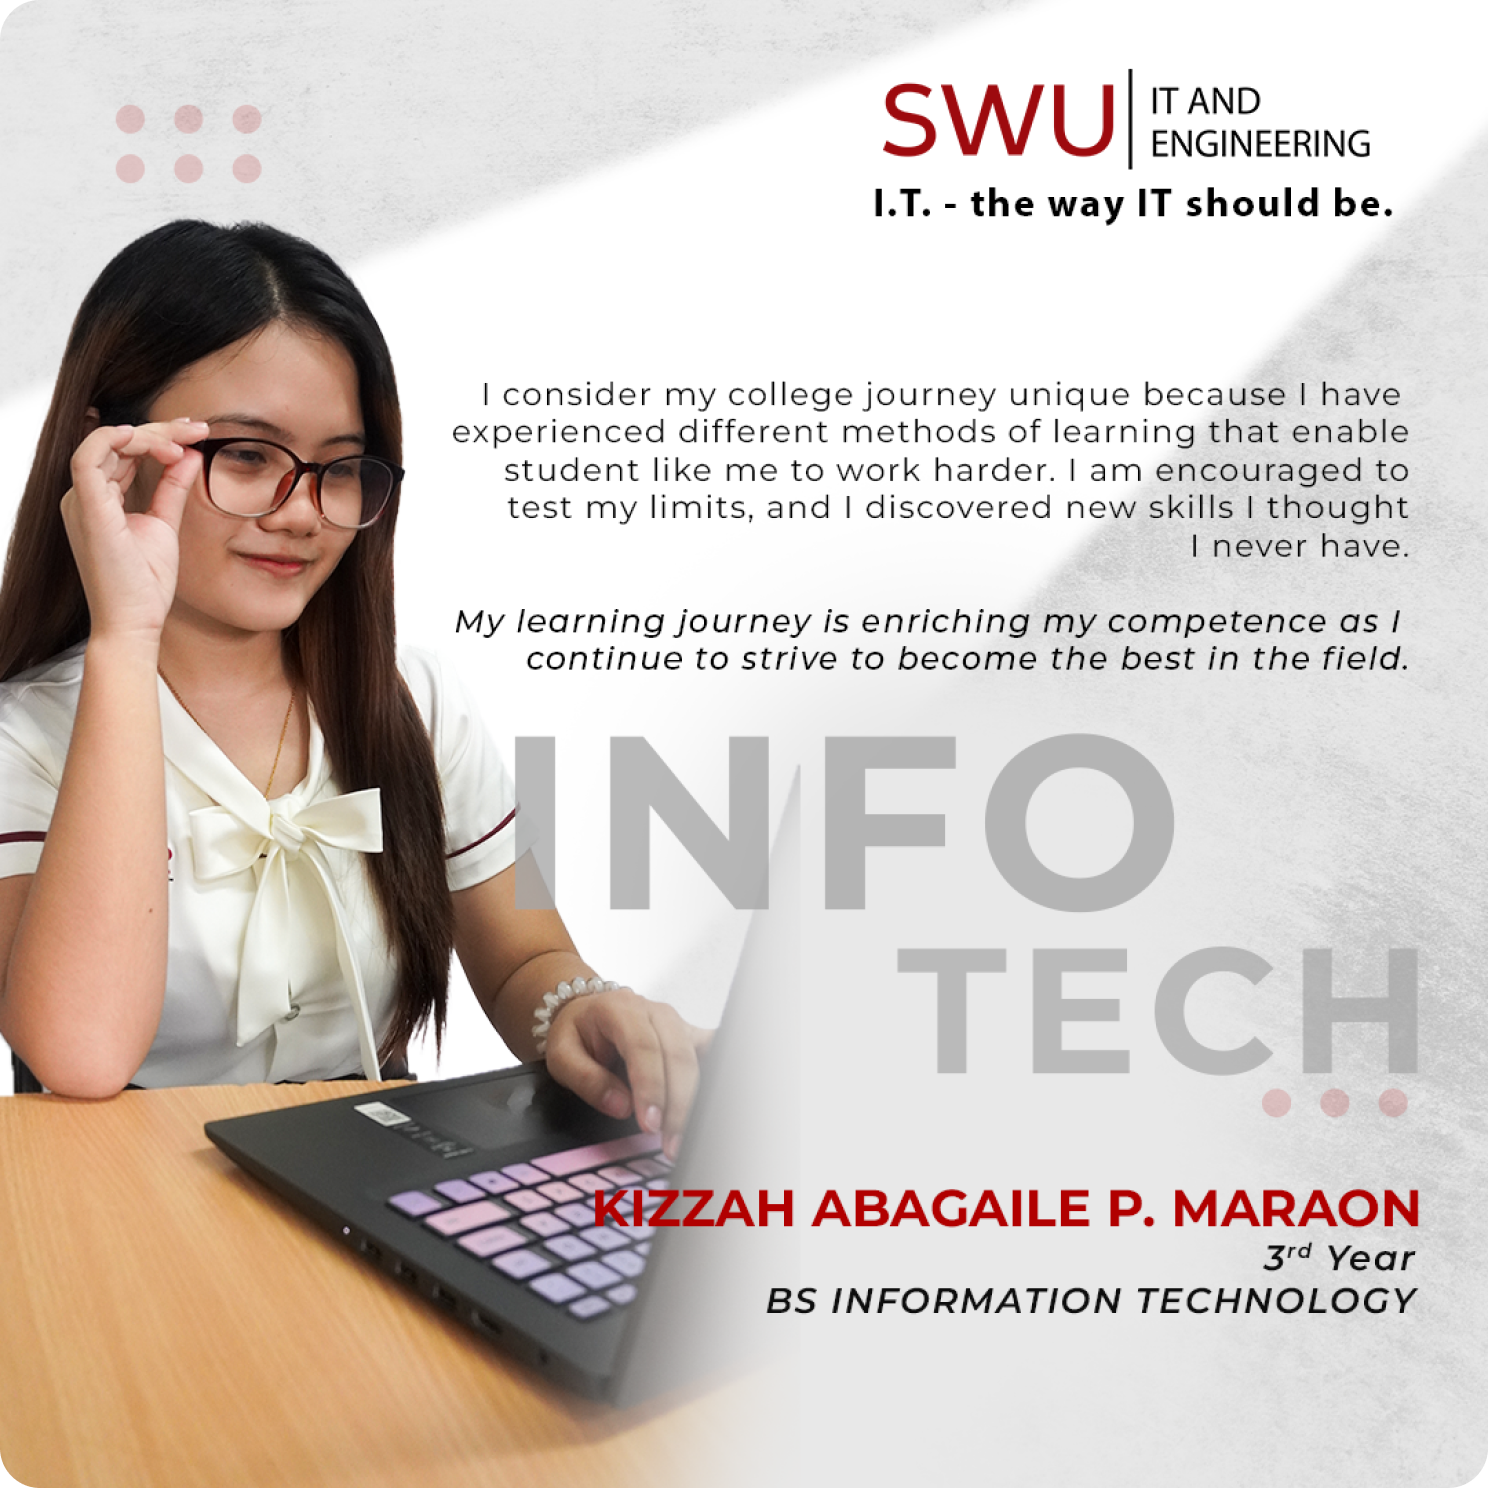 SWU
IT AND
ENGINEERING
I.T. - the way IT should be.
I consider my college journey unique because I have
experienced different methods of learning that enable
student like me to work harder. I am encouraged to
test my limits, and I discovered new skills I thought
I never have.
My learning journey is enriching my competence as I
continue to strive to become the best in the field.
INFO
TECH
KIZZAH ABAGAILE P. MARAON
3rd Year
BS INFORMATION TECHNOLOGY